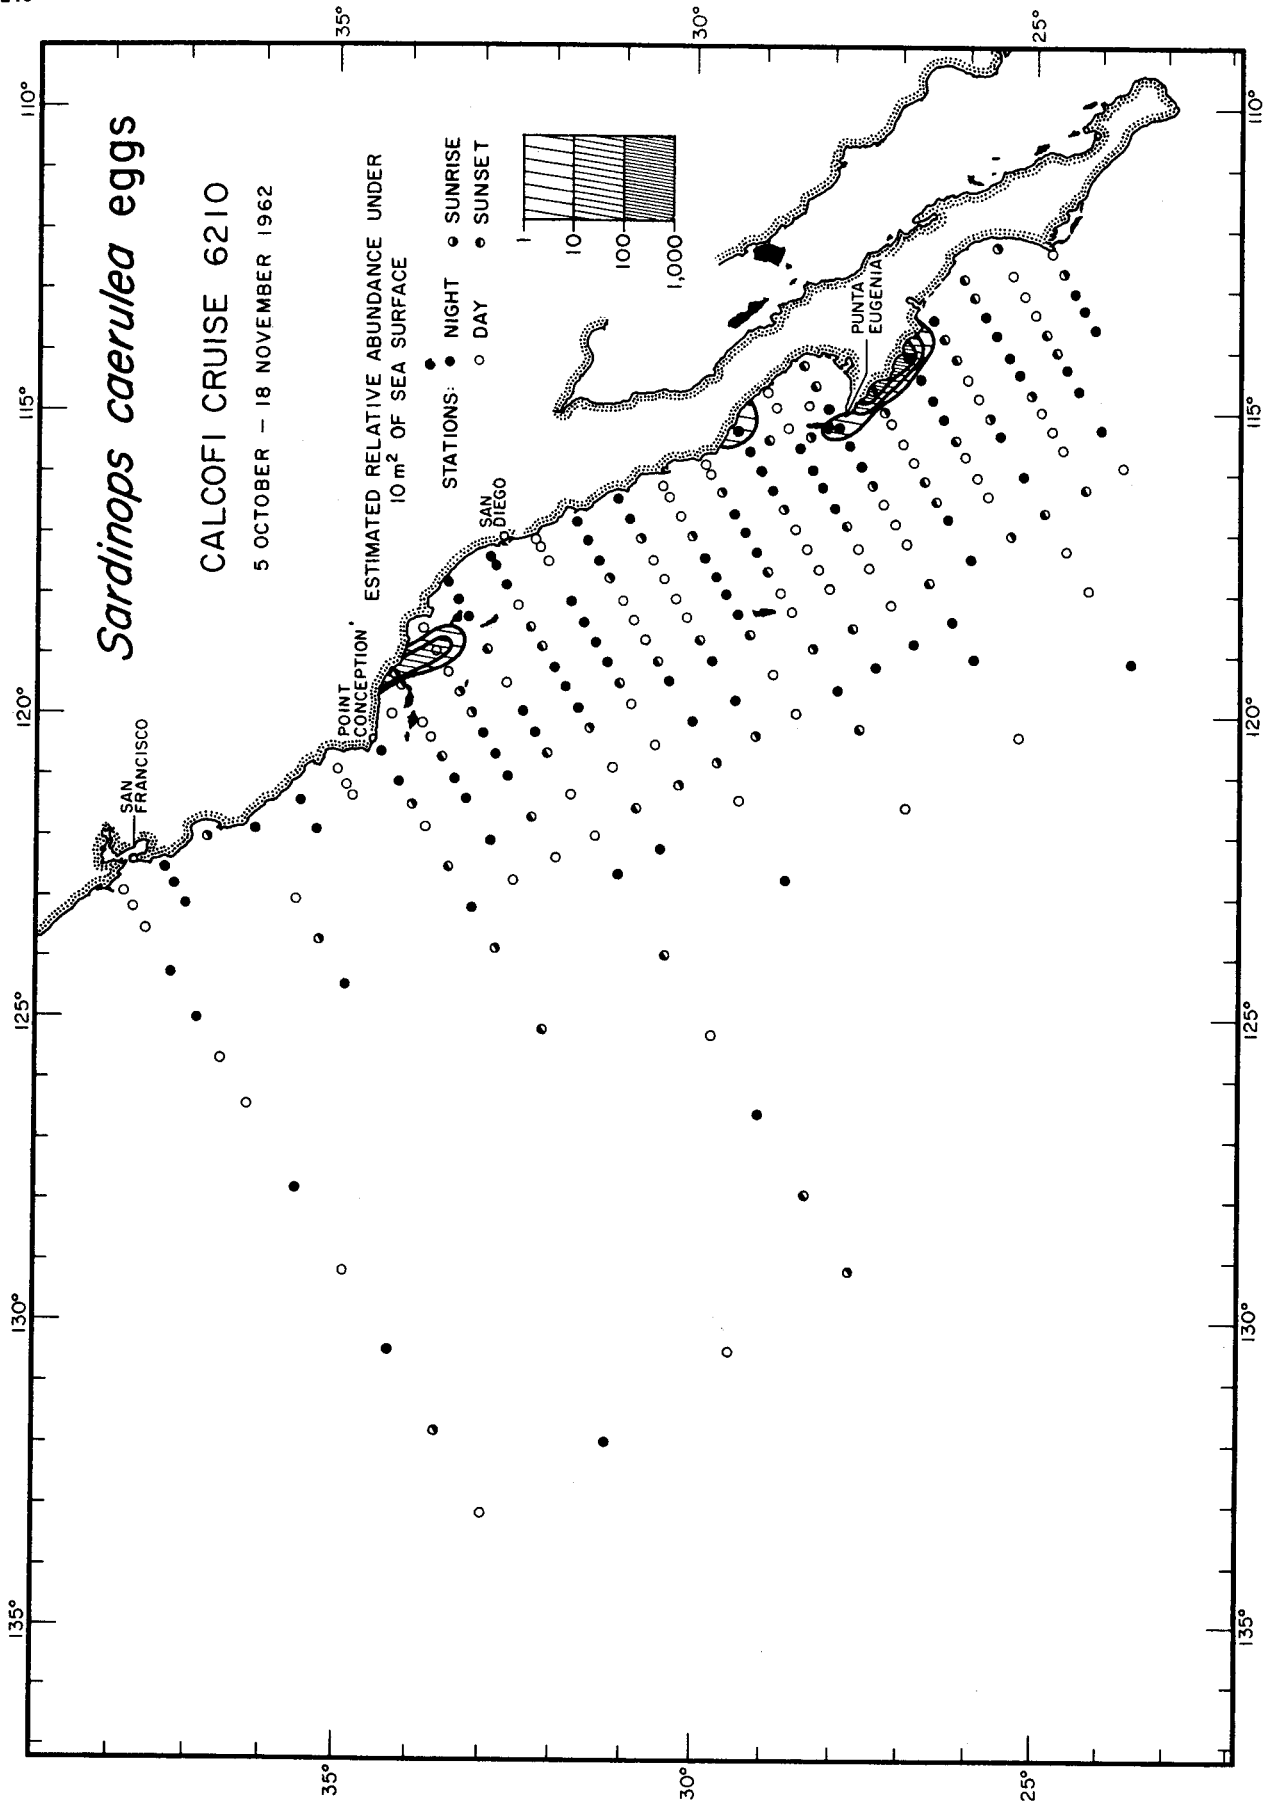 Sardinops caerulea eggs
CALCOFI CRUISE 6210
5 OCTOBER – 18 NOVEMBER 1962
ESTIMATED RELATIVE ABUNDANCE UNDER
10 m² OF SEA SURFACE
STATIONS: ● NIGHT ◓ SUNRISE
○ DAY ◒ SUNSET
1
10
100
1,000
SAN
FRANCISCO
POINT
CONCEPTION
SAN
DIEGO
PUNTA
EUGENIA
135°
130°
125°
120°
115°
110°
35°
30°
25°
35°
30°
25°
135°
130°
125°
120°
115°
110°